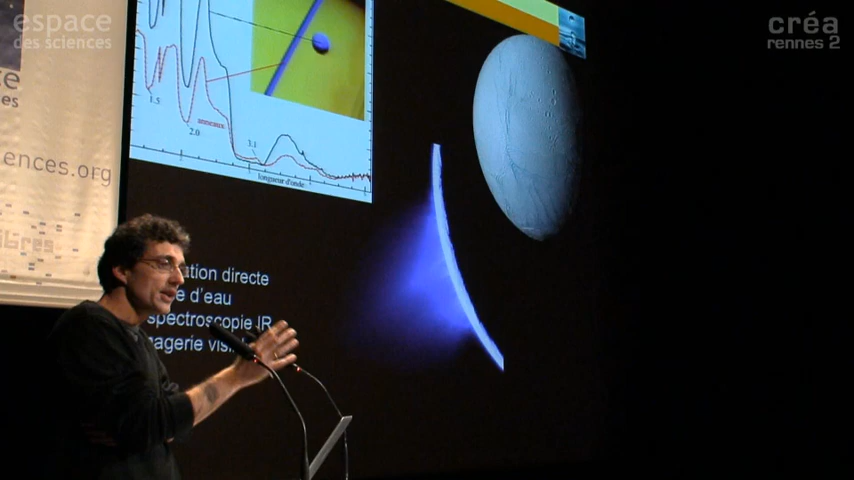 espace
des sciences
créa
rennes 2
ences.org
1.5
2.0
anneaux
3.1
longueur d'onde
ation directe
e d'eau
spectroscopie IR
agerie visi